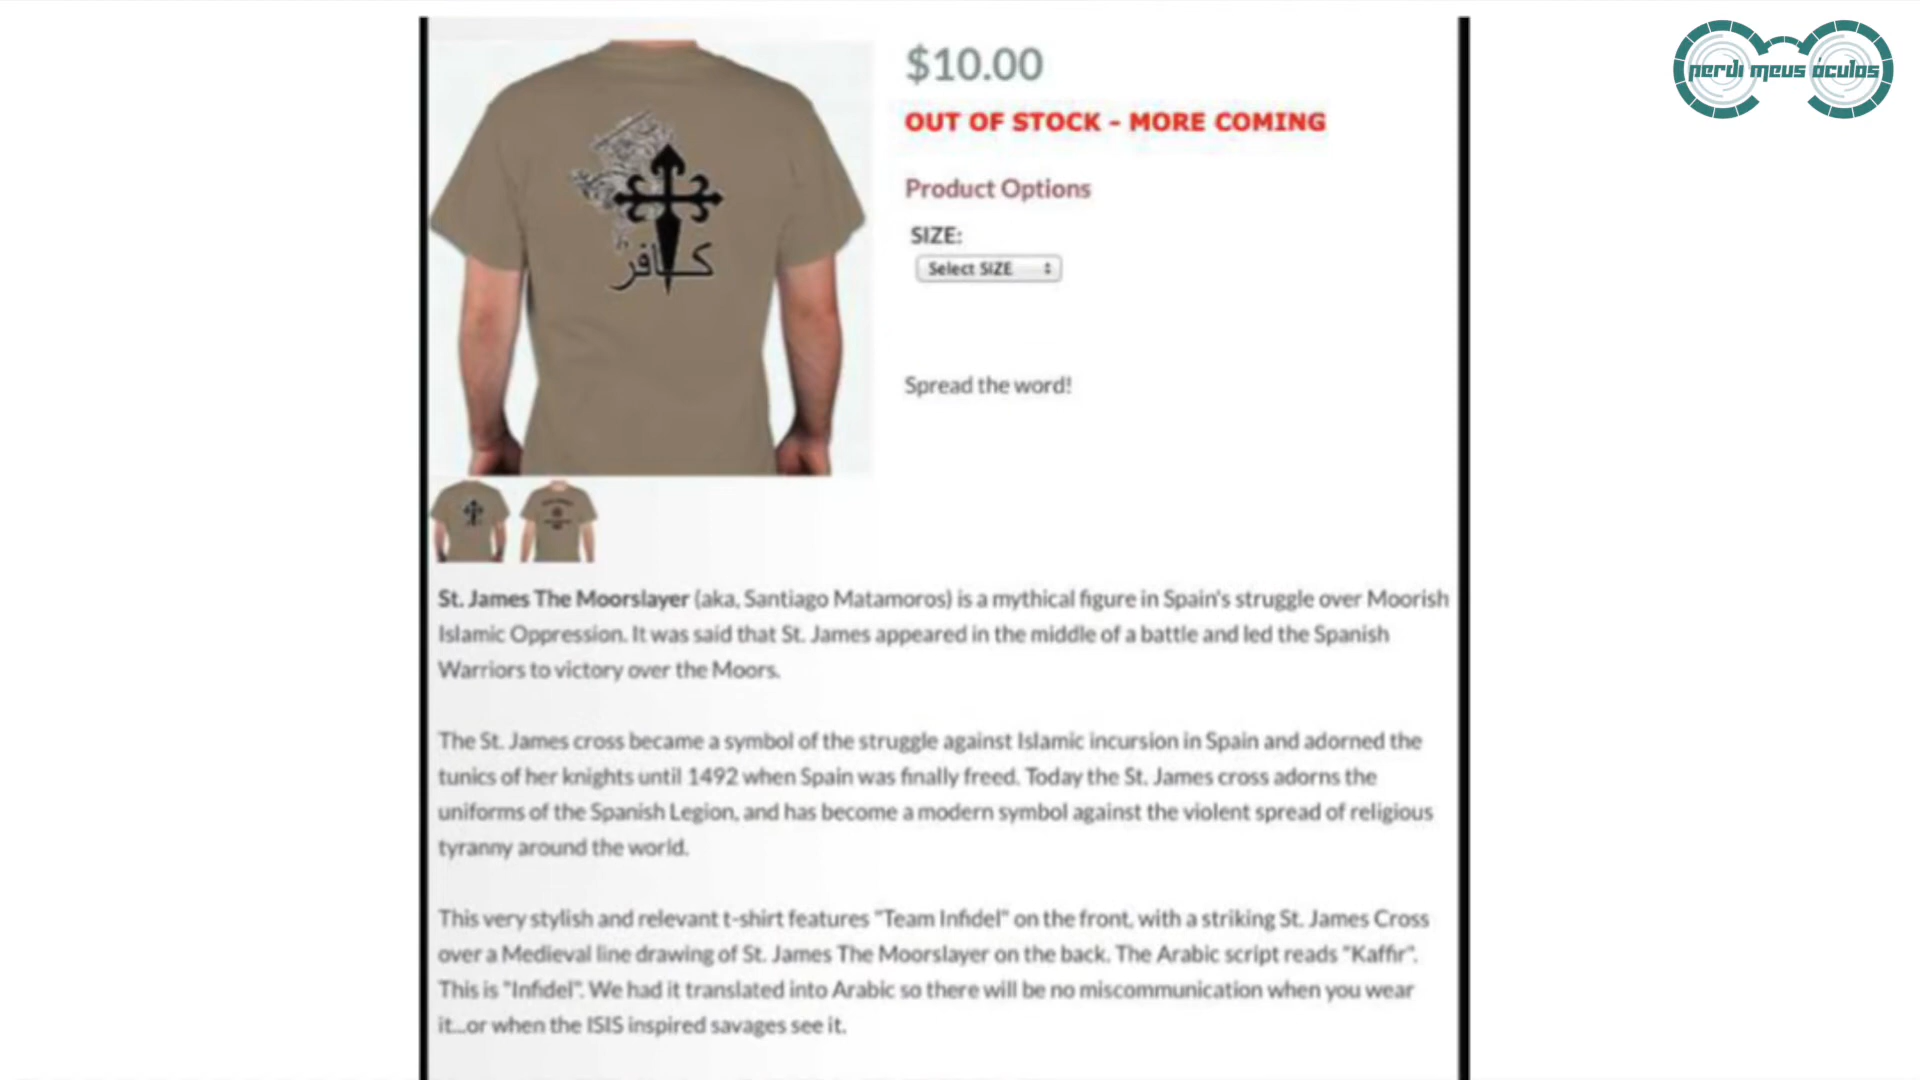 $10.00
OUT OF STOCK - MORE COMING
Product Options
SIZE:
Select SIZE
Spread the word!
كافر
St. James The Moorslayer (aka, Santiago Matamoros) is a mythical figure in Spain's struggle over Moorish
Islamic Oppression. It was said that St. James appeared in the middle of a battle and led the Spanish
Warriors to victory over the Moors.
The St. James cross became a symbol of the struggle against Islamic incursion in Spain and adorned the
tunics of her knights until 1492 when Spain was finally freed. Today the St. James cross adorns the
uniforms of the Spanish Legion, and has become a modern symbol against the violent spread of religious
tyranny around the world.
This very stylish and relevant t-shirt features "Team Infidel" on the front, with a striking St. James Cross
over a Medieval line drawing of St. James The Moorslayer on the back. The Arabic script reads "Kaffir".
This is "Infidel". We had it translated into Arabic so there will be no miscommunication when you wear
it...or when the ISIS inspired savages see it.
perdi meus óculos